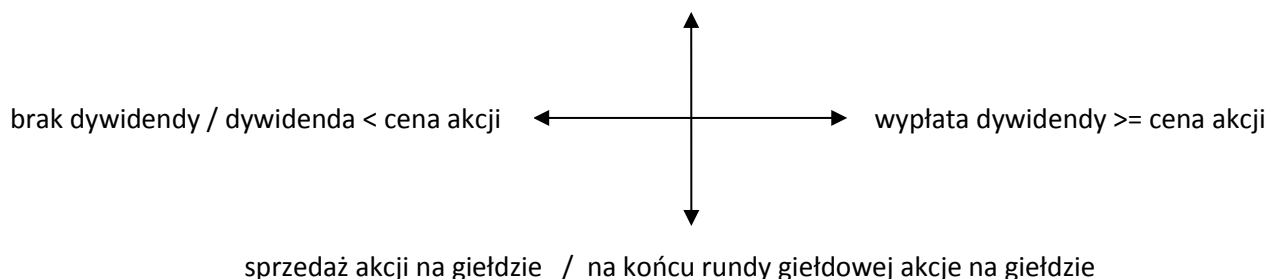 brak dywidendy / dywidenda < cena akcji
wypłata dywidendy >= cena akcji
sprzedaż akcji na giełdzie / na końcu rundy giełdowej akcje na giełdzie